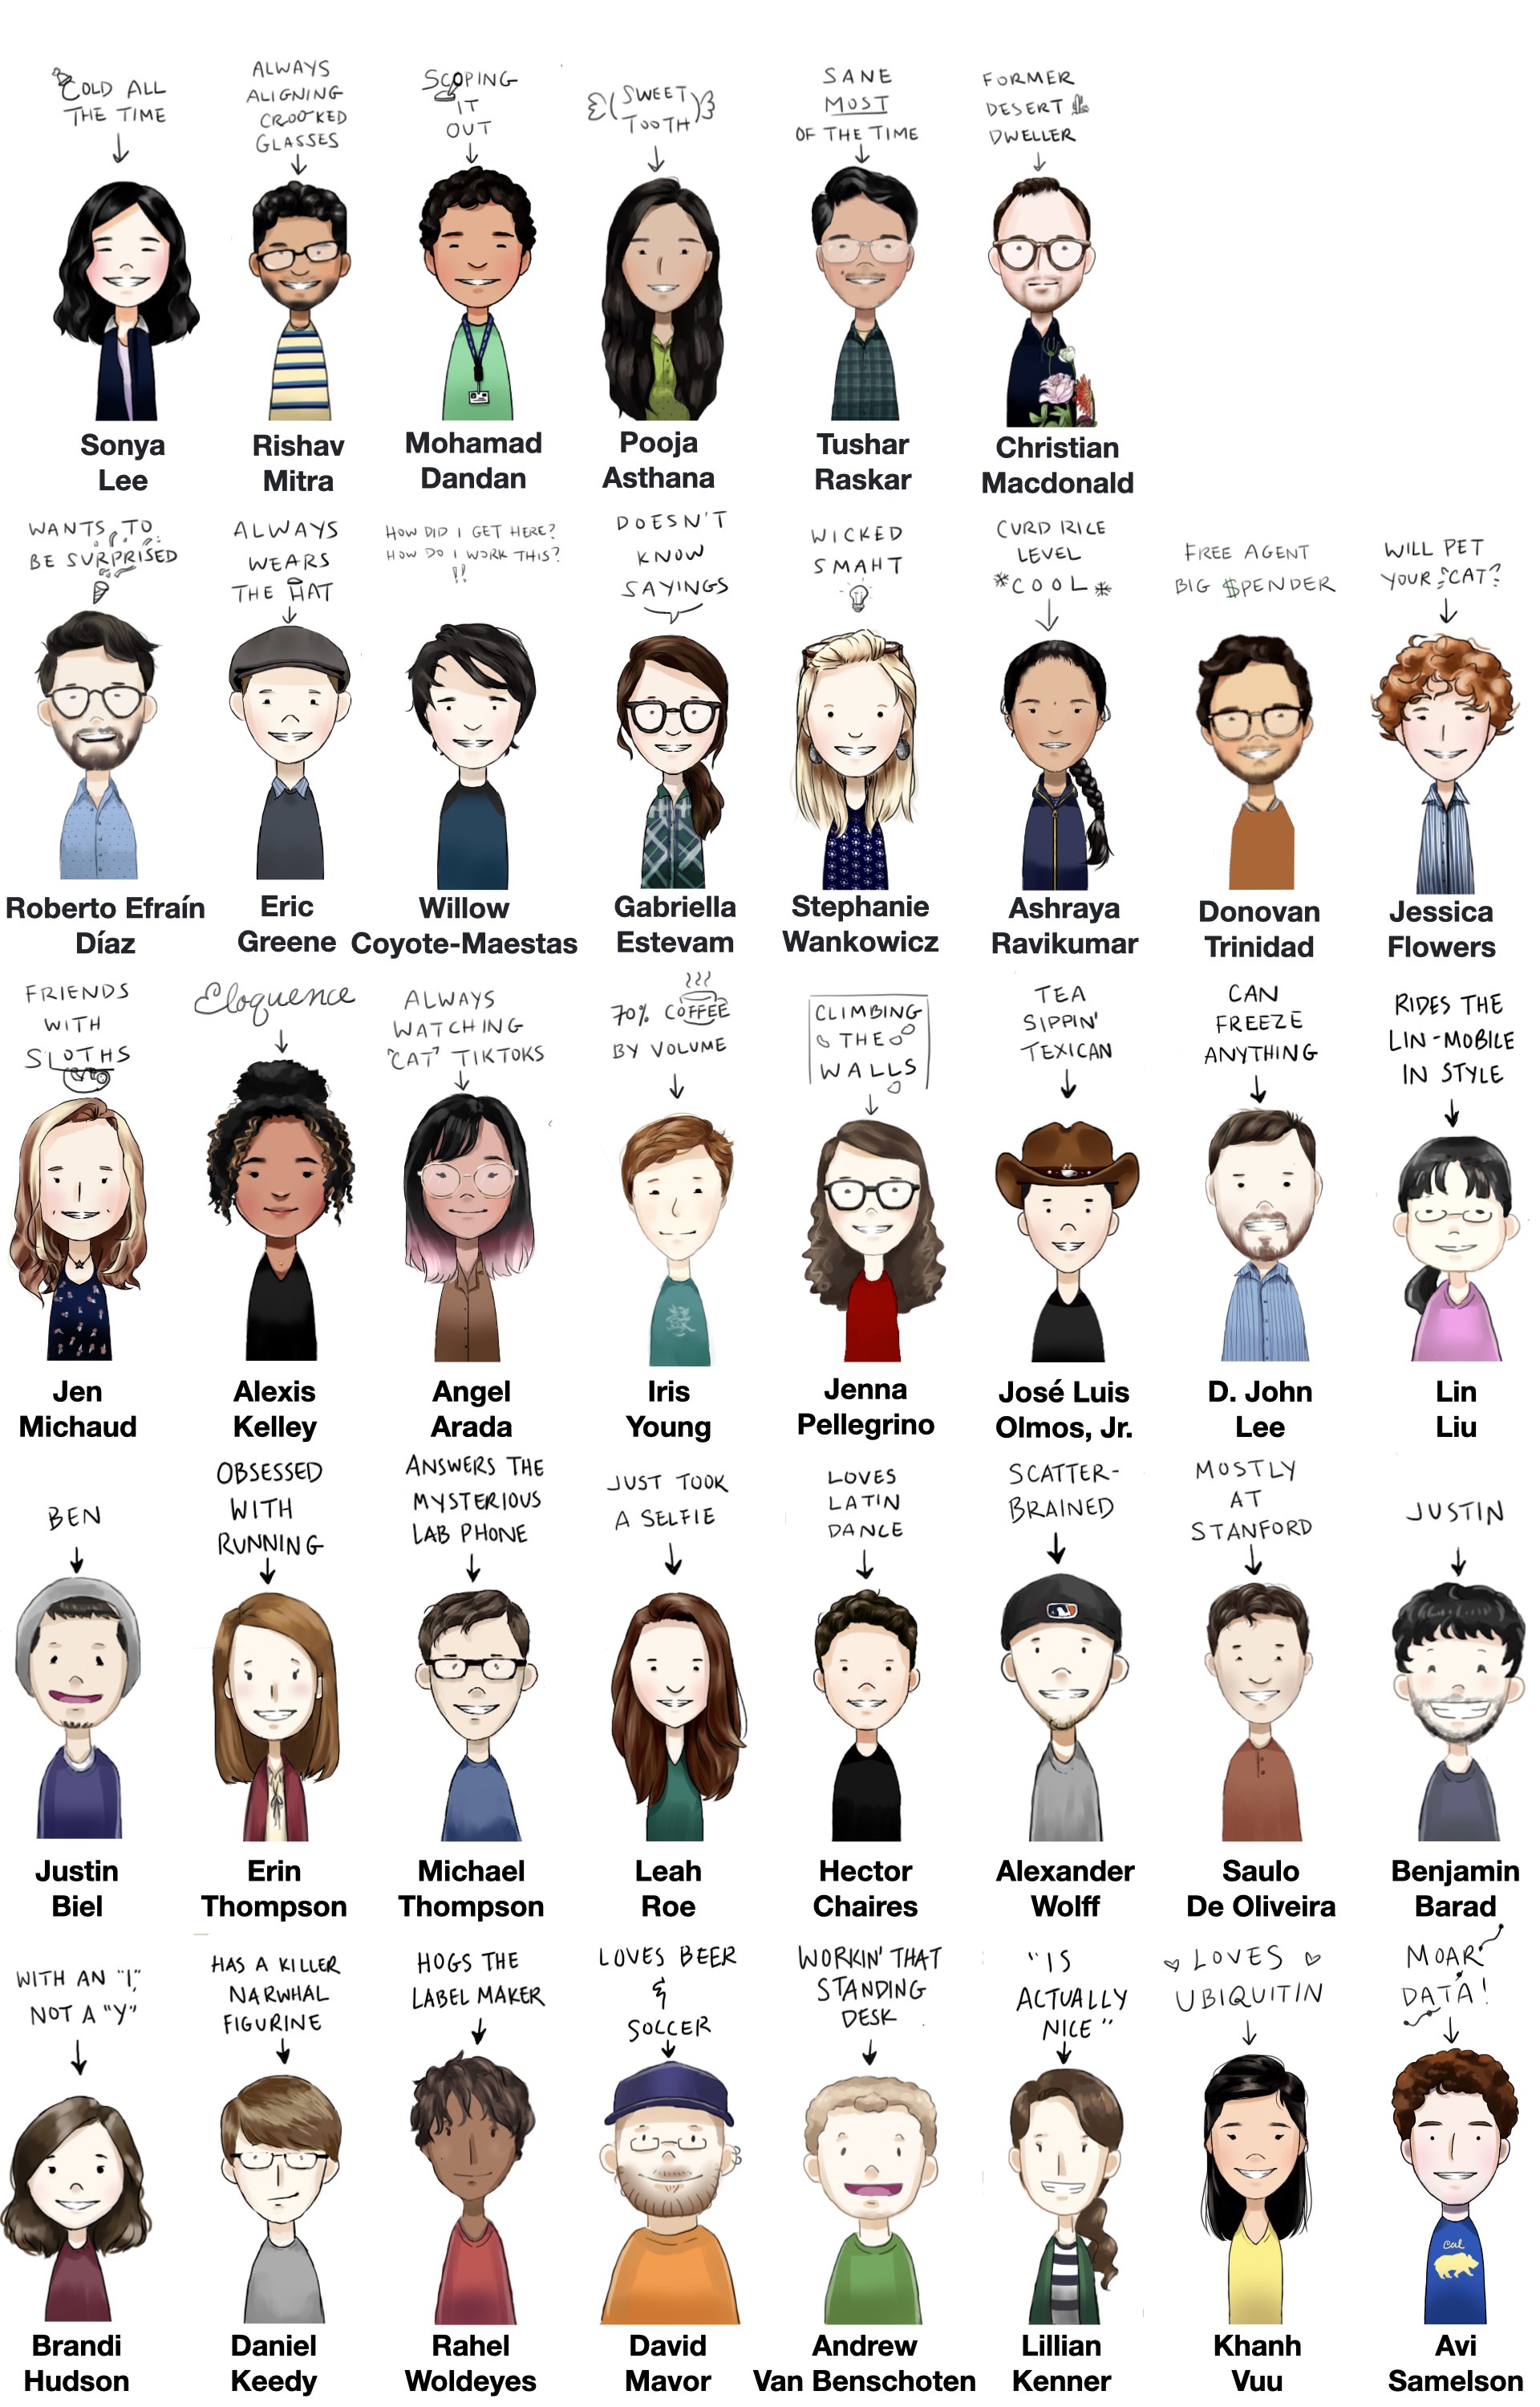 COLD ALL
THE TIME
ALWAYS
ALIGNING
CROOKED
GLASSES
SCOPING
IT
OUT
SWEET
TOOTH
SANE
MOST
OF THE TIME
FORMER
DESERT
DWELLER
Sonya
Lee
Rishav
Mitra
Mohamad
Dandan
Pooja
Asthana
Tushar
Raskar
Christian
Macdonald
WANTS TO
BE SURPRISED
ALWAYS
WEARS
THE HAT
HOW DID I GET HERE?
HOW DO I WORK THIS?
!!
DOESN'T
KNOW
SAYINGS
WICKED
SMAHT
CURD RICE
LEVEL
*COOL*
FREE AGENT
BIG $PENDER
WILL PET
YOUR CAT?
Roberto Efraín
Díaz
Eric
Greene
Willow
Coyote-Maestas
Gabriella
Estevam
Stephanie
Wankowicz
Ashraya
Ravikumar
Donovan
Trinidad
Jessica
Flowers
FRIENDS
WITH
SLOTHS
Eloquence
ALWAYS
WATCHING
"CAT" TIKTOKS
70% COFFEE
BY VOLUME
CLIMBING
THE
WALLS
TEA
SIPPIN'
TEXICAN
CAN
FREEZE
ANYTHING
RIDES THE
LIN-MOBILE
IN STYLE
發
Jen
Michaud
Alexis
Kelley
Angel
Arada
Iris
Young
Jenna
Pellegrino
José Luis
Olmos, Jr.
D. John
Lee
Lin
Liu
BEN
OBSESSED
WITH
RUNNING
ANSWERS THE
MYSTERIOUS
LAB PHONE
JUST TOOK
A SELFIE
LOVES
LATIN
DANCE
SCATTER-
BRAINED
MOSTLY
AT
STANFORD
JUSTIN
Justin
Biel
Erin
Thompson
Michael
Thompson
Leah
Roe
Hector
Chaires
Alexander
Wolff
Saulo
De Oliveira
Benjamin
Barad
WITH AN "I,"
NOT A "Y"
HAS A KILLER
NARWHAL
FIGURINE
HOGS THE
LABEL MAKER
LOVES BEER
&
SOCCER
WORKIN' THAT
STANDING
DESK
"IS
ACTUALLY
NICE"
LOVES
UBIQUITIN
MOAR
DATA!
Cal
Brandi
Hudson
Daniel
Keedy
Rahel
Woldeyes
David
Mavor
Andrew
Van Benschoten
Lillian
Kenner
Khanh
Vuu
Avi
Samelson